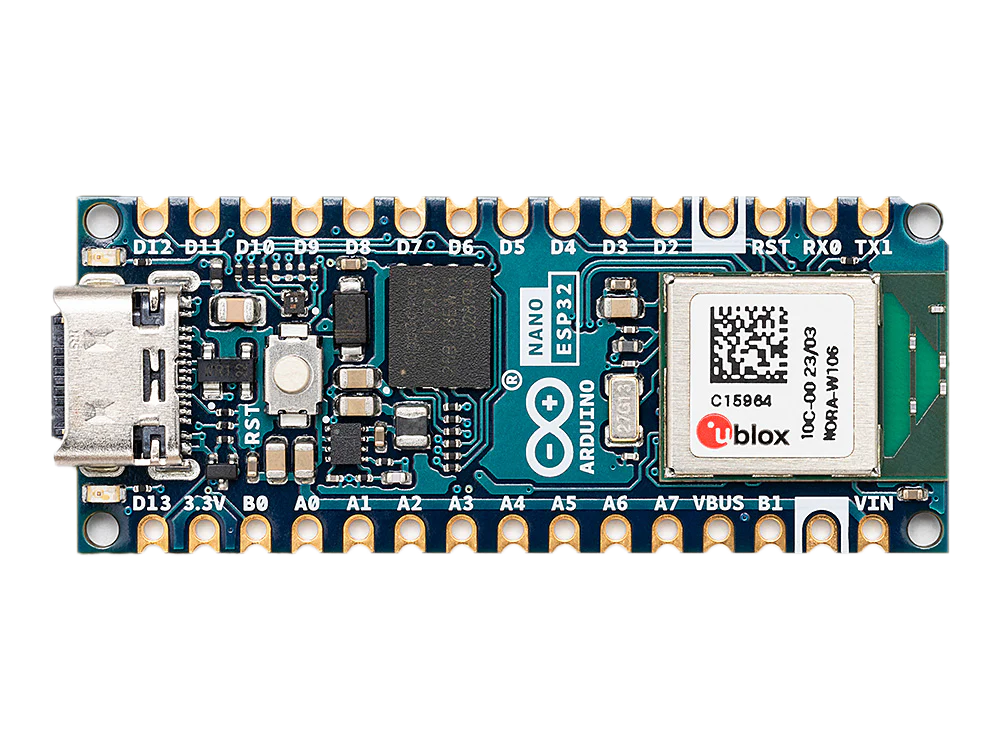 D12 D11 D10 D9 D8 D7 D6 D5 D4 D3 D2 RST RX0 TX1
NANO
ESP32
®
ARDUINO
RST
27G13
C15964
ublox
10C-00 23/03
NORA-W106
D13 3.3V B0 A0 A1 A2 A3 A4 A5 A6 A7 VBUS B1 VIN